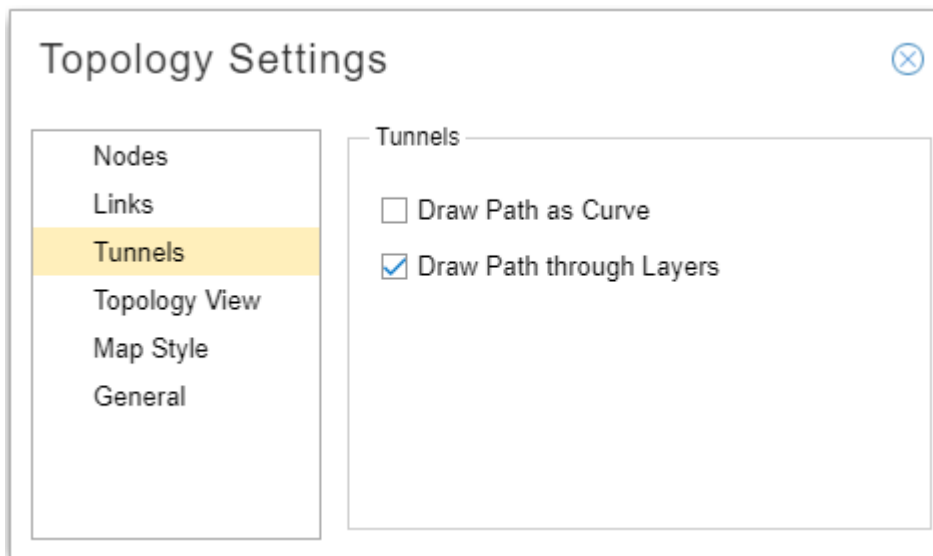 Topology Settings
Nodes
Links
Tunnels
Topology View
Map Style
General
Tunnels
Draw Path as Curve
Draw Path through Layers